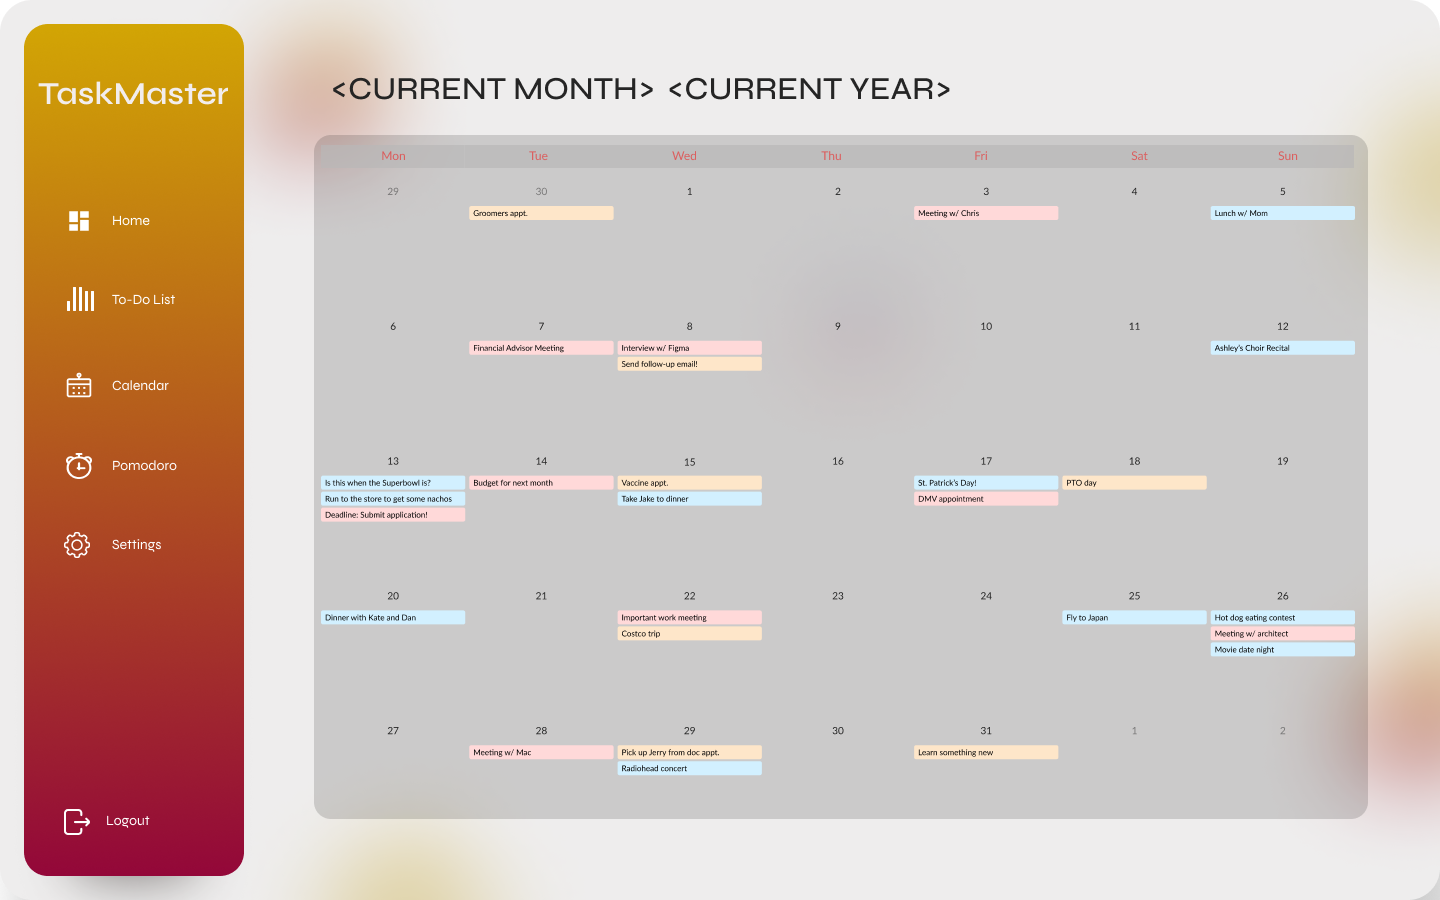 TaskMaster
Home
To-Do List
Calendar
Pomodoro
Settings
Logout
<CURRENT MONTH> <CURRENT YEAR>
Mon Tue Wed Thu Fri Sat Sun
29 30 1 2 3 4 5
Groomers appt. Meeting w/ Chris Lunch w/ Mom
6 7 8 9 10 11 12
Financial Advisor Meeting Interview w/ Figma Ashley's Choir Recital
Send follow-up email!
13 14 15 16 17 18 19
Is this when the Superbowl is? Budget for next month Vaccine appt. St. Patrick's Day! PTO day
Run to the store to get some nachos Take Jake to dinner DMV appointment
Deadline: Submit application!
20 21 22 23 24 25 26
Dinner with Kate and Dan Important work meeting Fly to Japan Hot dog eating contest
Costco trip Meeting w/ architect
Movie date night
27 28 29 30 31 1 2
Meeting w/ Mac Pick up Jerry from doc appt. Learn something new
Radiohead concert